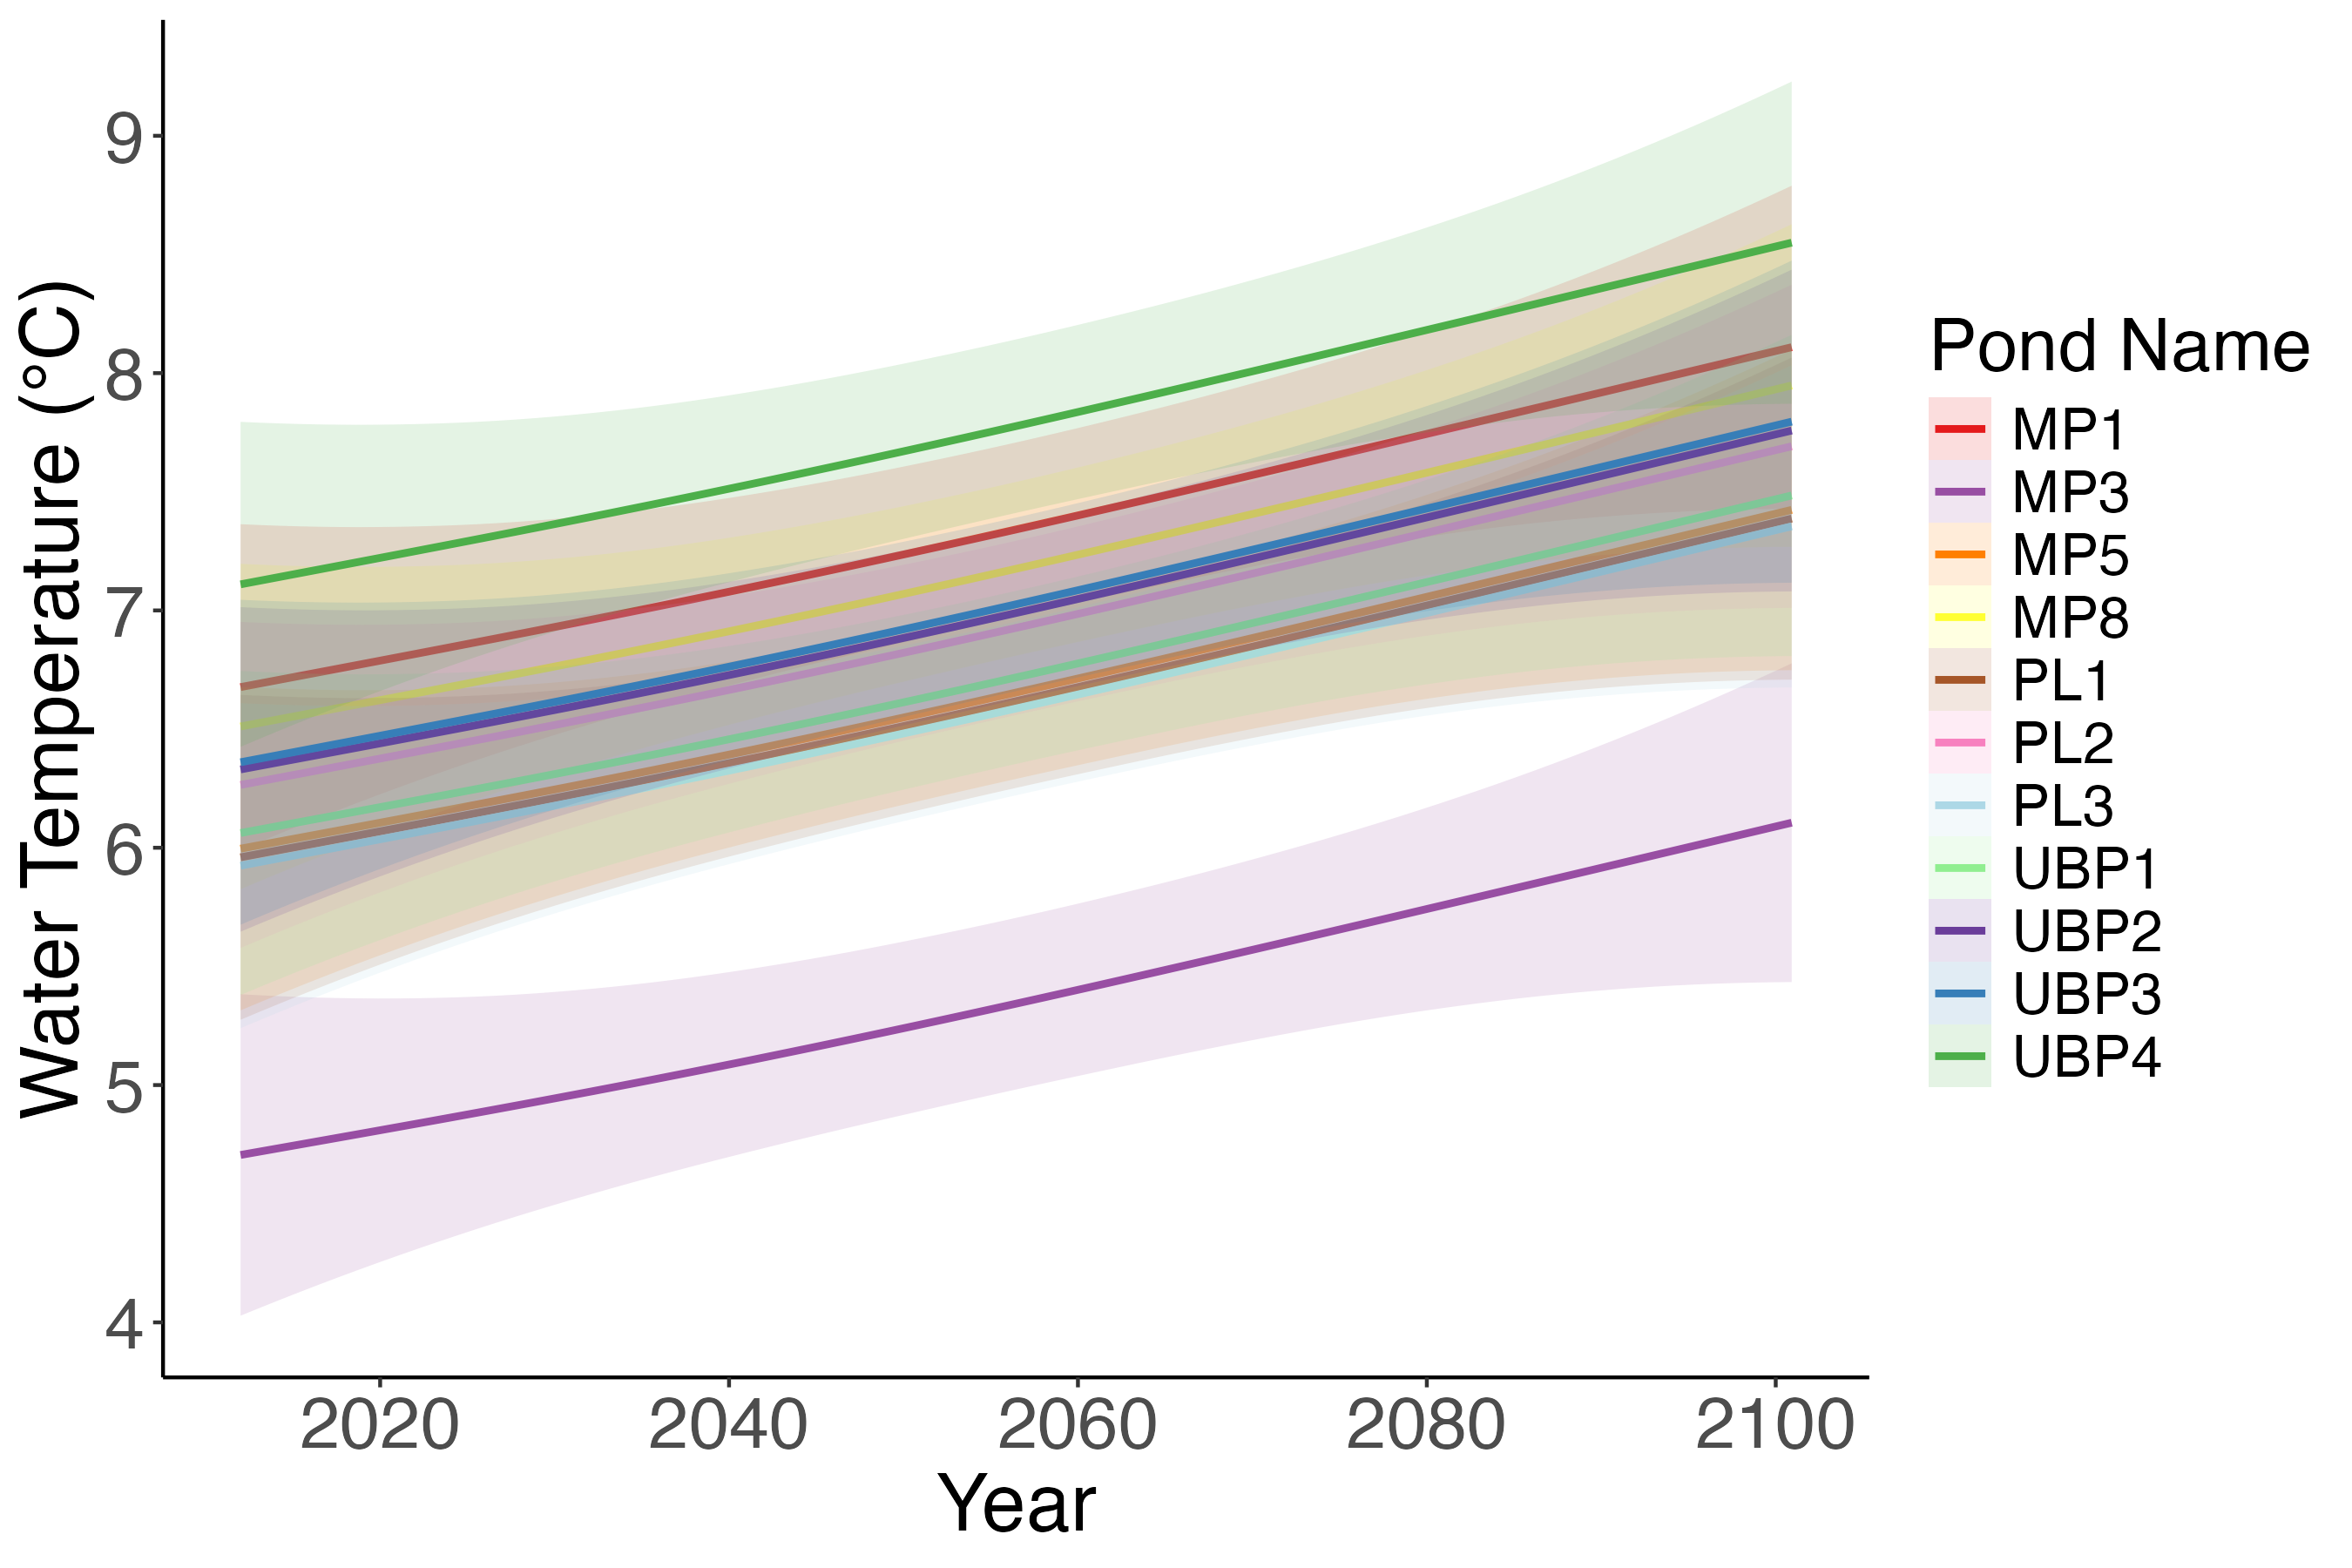 Water Temperature (°C)
9
8
7
6
5
4
2020 2040 2060 2080 2100
Year
Pond Name
MP1
MP3
MP5
MP8
PL1
PL2
PL3
UBP1
UBP2
UBP3
UBP4